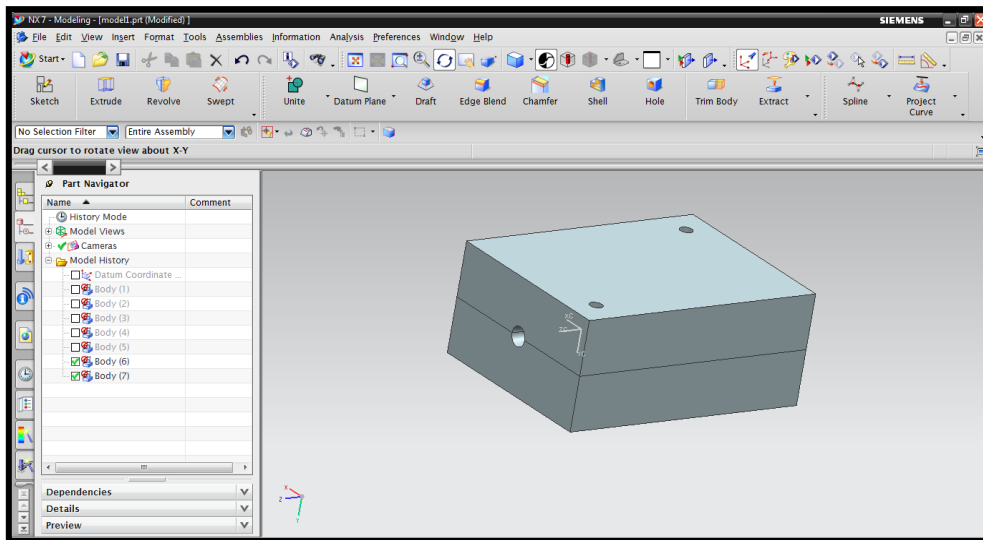 NX 7 - Modeling - [model1.prt (Modified) ]
SIEMENS
File Edit View Insert Format Tools Assemblies Information Analysis Preferences Window Help
Start
Sketch Extrude Revolve Swept Unite Datum Plane Draft Edge Blend Chamfer Shell Hole Trim Body Extract Spline Project Curve
No Selection Filter Entire Assembly
Drag cursor to rotate view about X-Y
Part Navigator
Name Comment
History Mode
Model Views
Cameras
Model History
Datum Coordinate ...
Body (1)
Body (2)
Body (3)
Body (4)
Body (5)
Body (6)
Body (7)
XC
ZC
X
Z
Y
Dependencies
Details
Preview